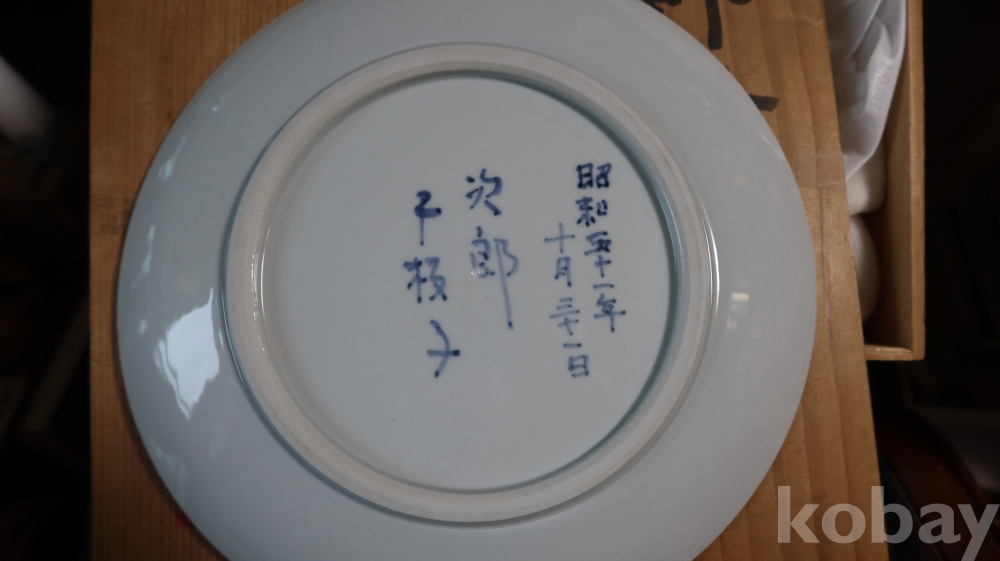 昭和五十一年
十月三十一日
次郎
千枝子
kobay